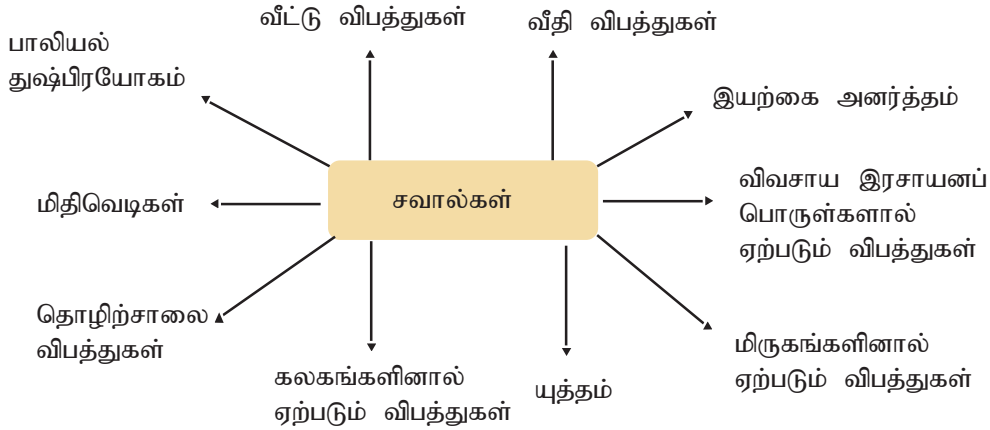 வீட்டு விபத்துகள்
வீதி விபத்துகள்
பாலியல்
துஷ்பிரயோகம்
இயற்கை அனர்த்தம்
சவால்கள்
மிதிவெடிகள்
விவசாய இரசாயனப்
பொருள்களால்
ஏற்படும் விபத்துகள்
தொழிற்சாலை
விபத்துகள்
கலகங்களினால்
ஏற்படும் விபத்துகள்
யுத்தம்
மிருகங்களினால்
ஏற்படும் விபத்துகள்